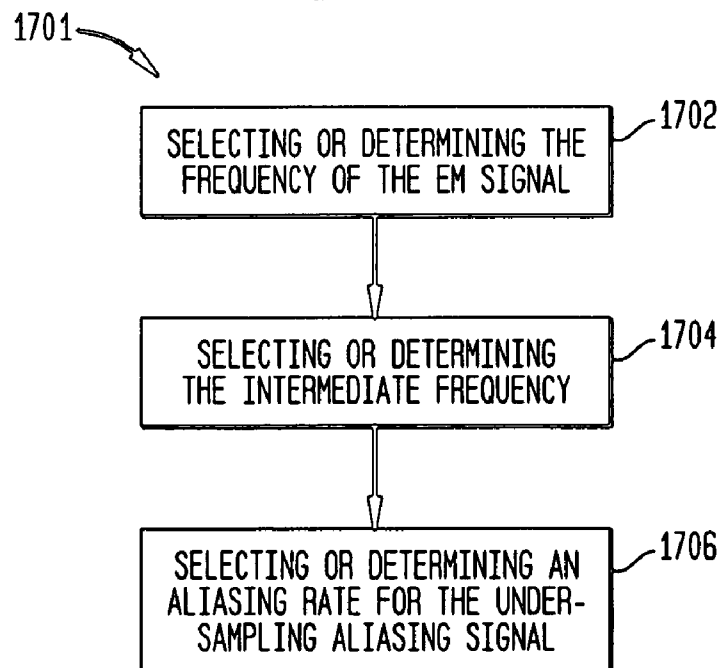 1701
1702
SELECTING OR DETERMINING THE
FREQUENCY OF THE EM SIGNAL
1704
SELECTING OR DETERMINING
THE INTERMEDIATE FREQUENCY
1706
SELECTING OR DETERMINING AN
ALIASING RATE FOR THE UNDER-
SAMPLING ALIASING SIGNAL